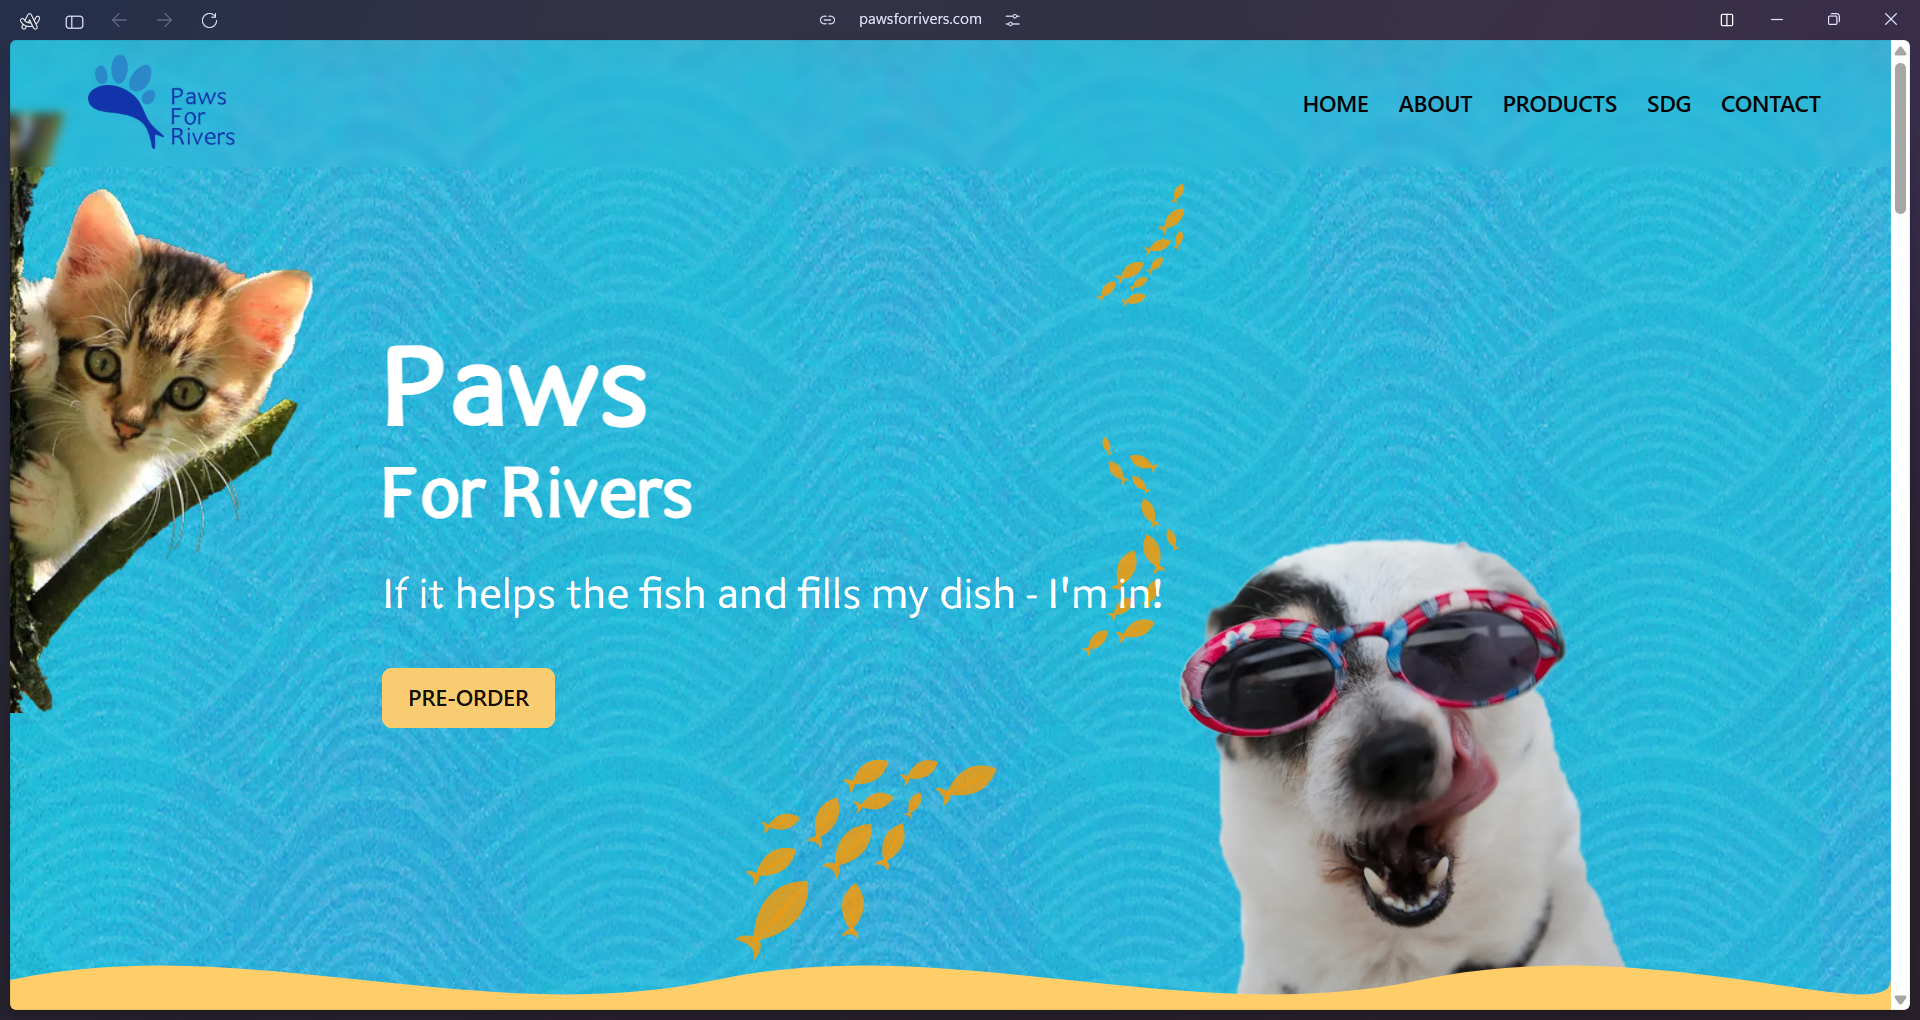 pawsforrivers.com
Paws
For
Rivers
HOME ABOUT PRODUCTS SDG CONTACT
Paws
For Rivers
If it helps the fish and fills my dish - I'm in!
PRE-ORDER